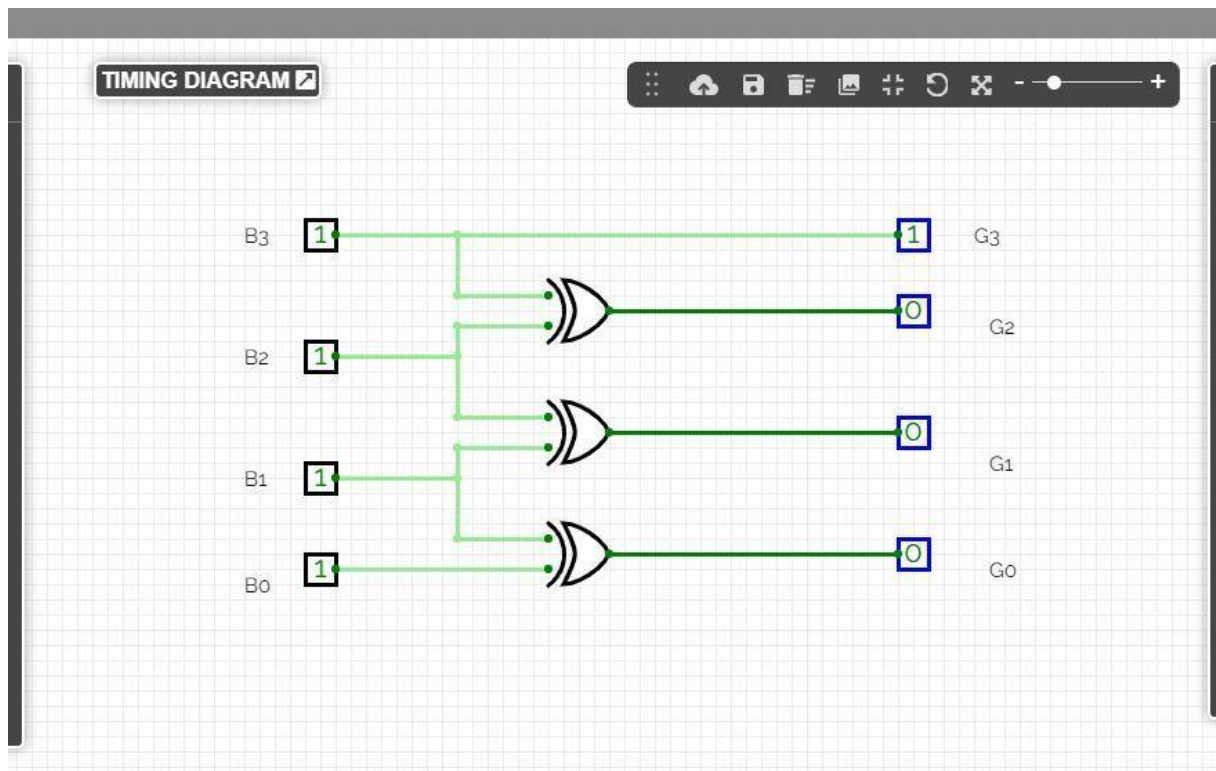 TIMING DIAGRAM
- +
B3 1 1 G3
0 G2
B2 1
0 G1
B1 1
0 G0
B0 1